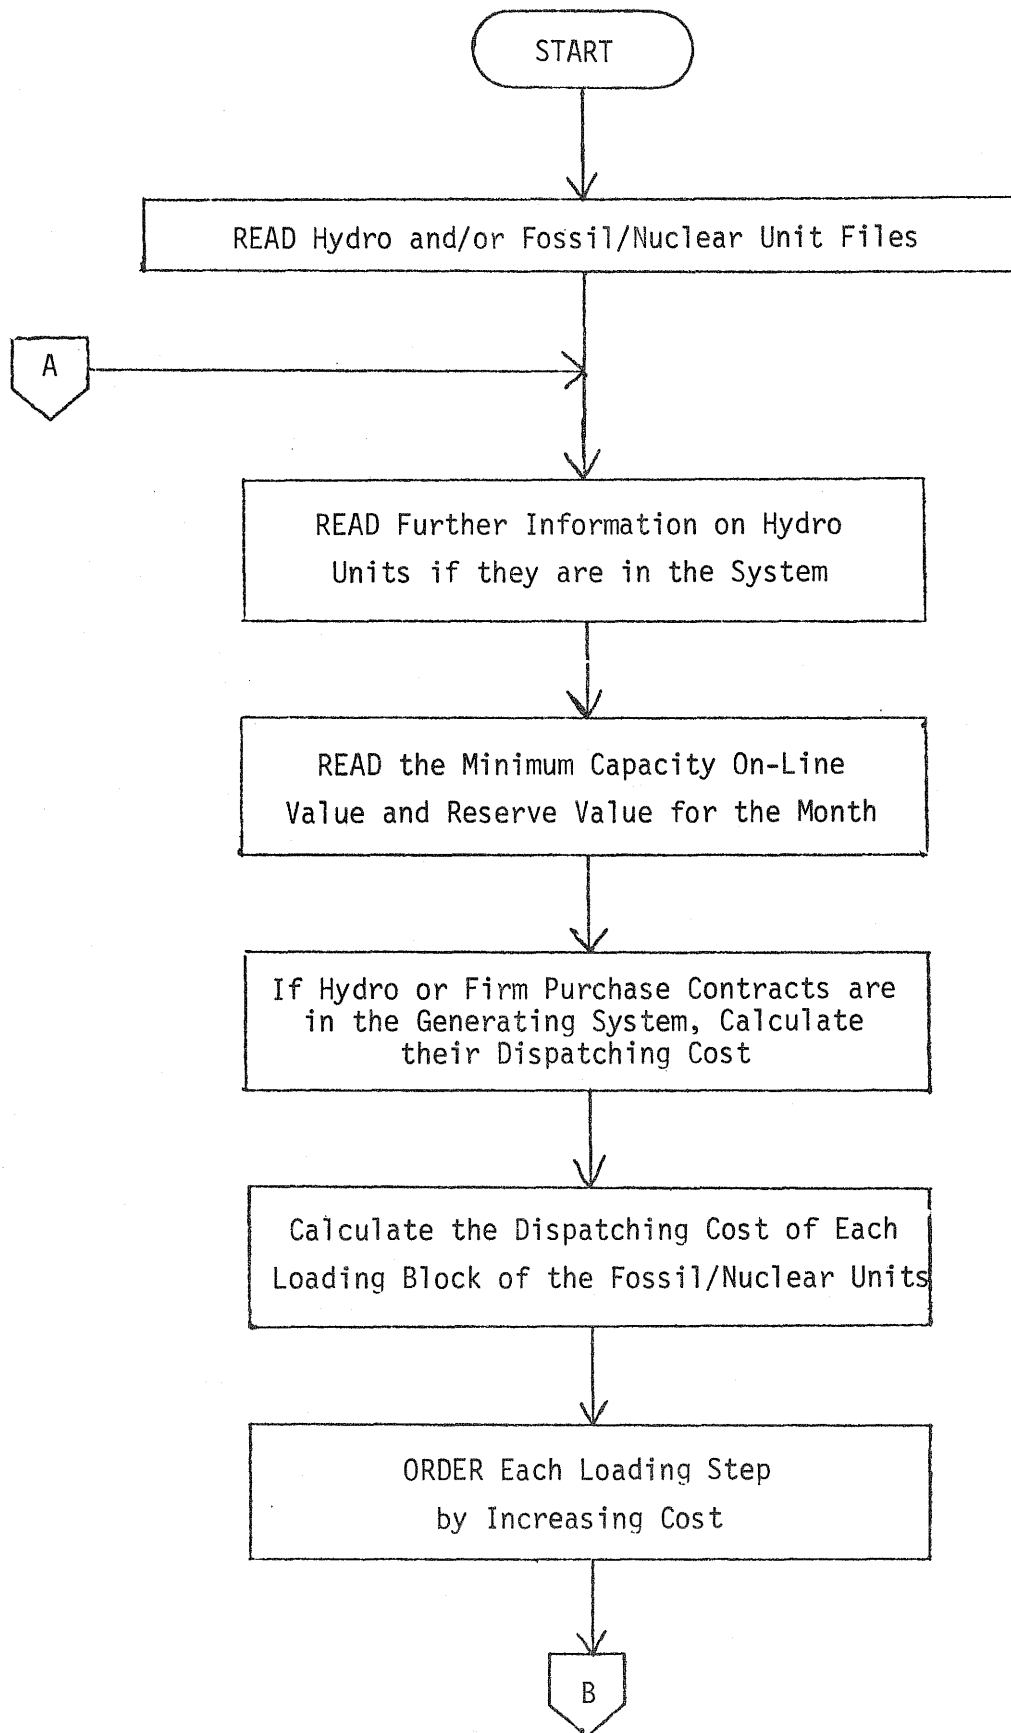 START
READ Hydro and/or Fossil/Nuclear Unit Files
A
READ Further Information on Hydro
Units if they are in the System
READ the Minimum Capacity On-Line
Value and Reserve Value for the Month
If Hydro or Firm Purchase Contracts are
in the Generating System, Calculate
their Dispatching Cost
Calculate the Dispatching Cost of Each
Loading Block of the Fossil/Nuclear Units
ORDER Each Loading Step
by Increasing Cost
B